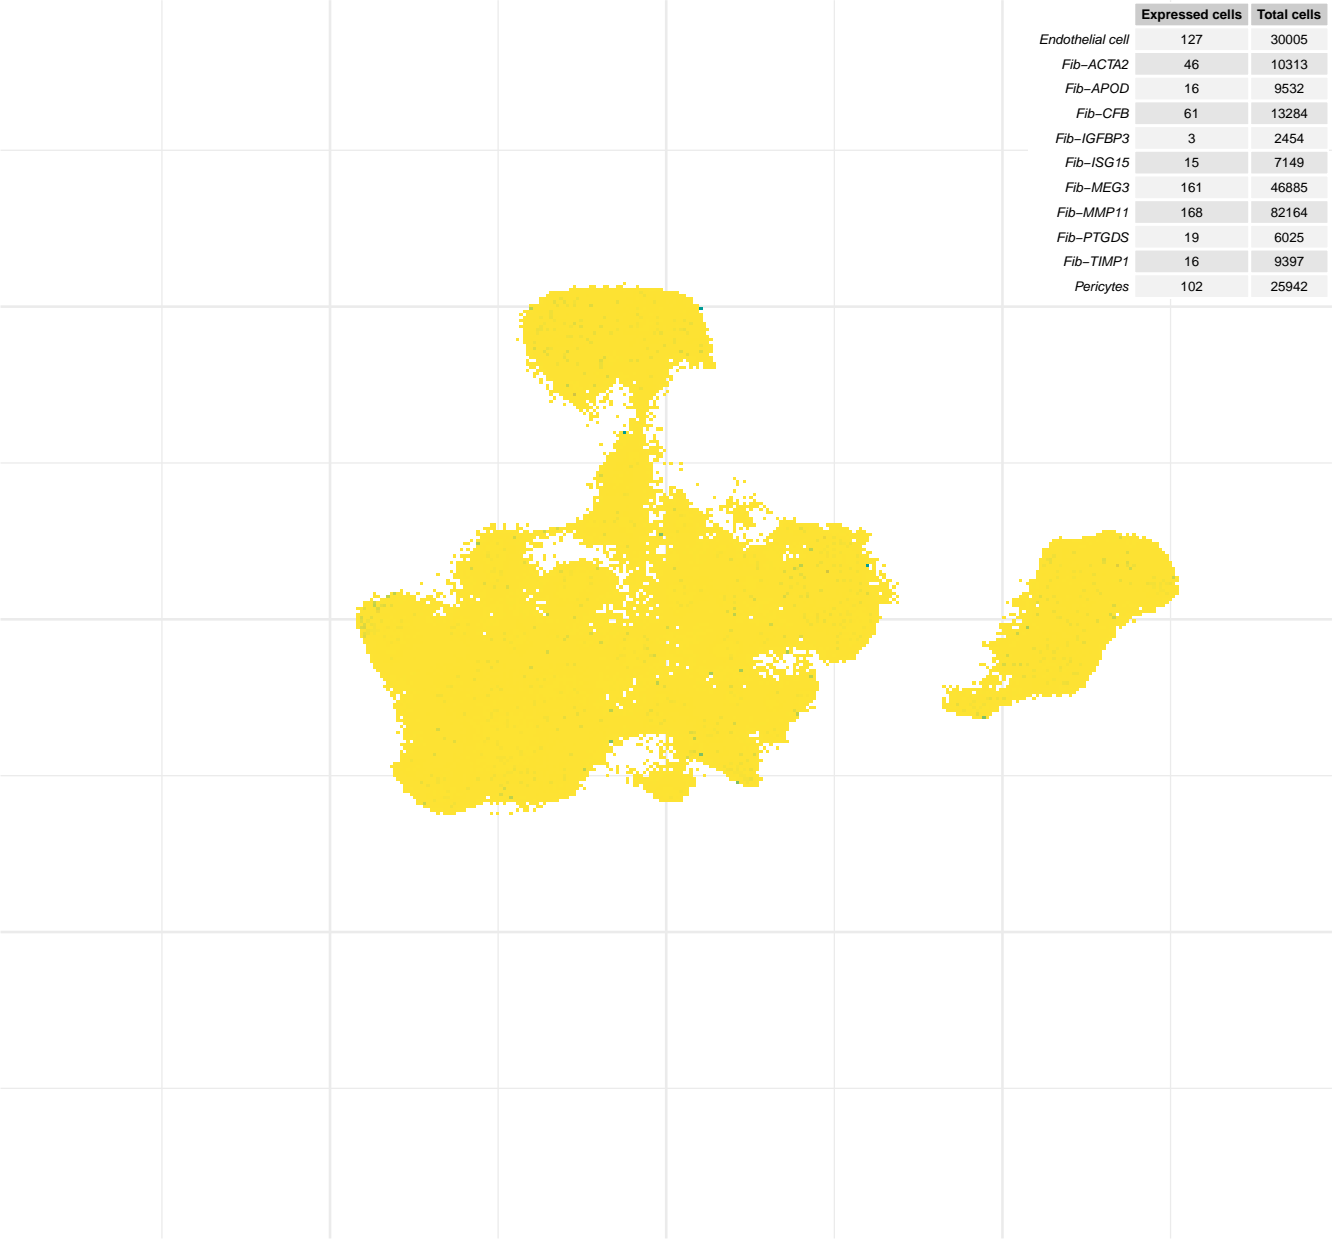 Expressed cells Total cells
Endothelial cell 127 30005
Fib−ACTA2 46 10313
Fib−APOD 16 9532
Fib−CFB 61 13284
Fib−IGFBP3 3 2454
Fib−ISG15 15 7149
Fib−MEG3 161 46885
Fib−MMP11 168 82164
Fib−PTGDS 19 6025
Fib−TIMP1 16 9397
Pericytes 102 25942